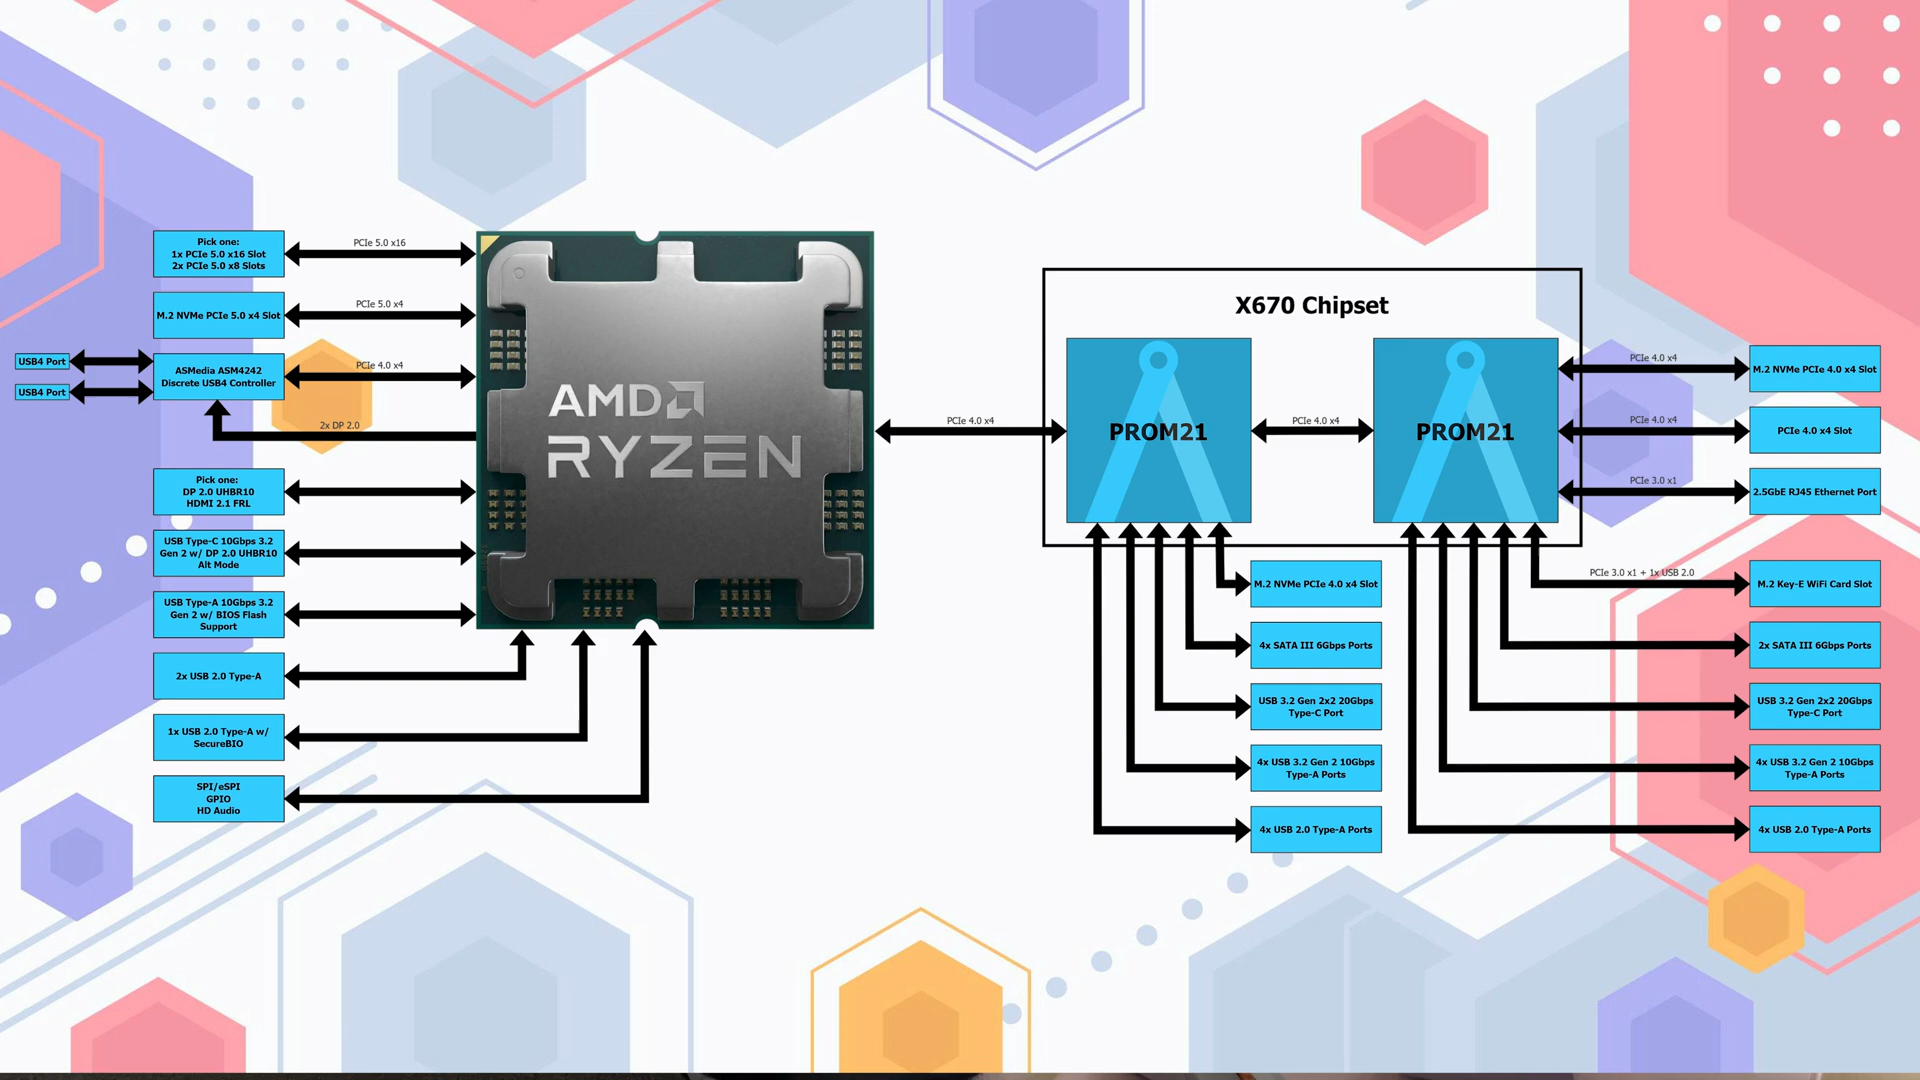 Pick one:
1x PCIe 5.0 x16 Slot
2x PCIe 5.0 x8 Slots
PCIe 5.0 x16
M.2 NVMe PCIe 5.0 x4 Slot
PCIe 5.0 x4
USB4 Port
USB4 Port
ASMedia ASM4242
Discrete USB4 Controller
PCIe 4.0 x4
2x DP 2.0
Pick one:
DP 2.0 UHBR10
HDMI 2.1 FRL
USB Type-C 10Gbps 3.2
Gen 2 w/ DP 2.0 UHBR10
Alt Mode
USB Type-A 10Gbps 3.2
Gen 2 w/ BIOS Flash
Support
2x USB 2.0 Type-A
1x USB 2.0 Type-A w/
SecureBIO
SPI/eSPI
GPIO
HD Audio
AMD
RYZEN
PCIe 4.0 x4
X670 Chipset
PROM21
PCIe 4.0 x4
PROM21
M.2 NVMe PCIe 4.0 x4 Slot
4x SATA III 6Gbps Ports
USB 3.2 Gen 2x2 20Gbps
Type-C Port
4x USB 3.2 Gen 2 10Gbps
Type-A Ports
4x USB 2.0 Type-A Ports
PCIe 4.0 x4
M.2 NVMe PCIe 4.0 x4 Slot
PCIe 4.0 x4
PCIe 4.0 x4 Slot
PCIe 3.0 x1
2.5GbE RJ45 Ethernet Port
PCIe 3.0 x1 + 1x USB 2.0
M.2 Key-E WiFi Card Slot
2x SATA III 6Gbps Ports
USB 3.2 Gen 2x2 20Gbps
Type-C Port
4x USB 3.2 Gen 2 10Gbps
Type-A Ports
4x USB 2.0 Type-A Ports